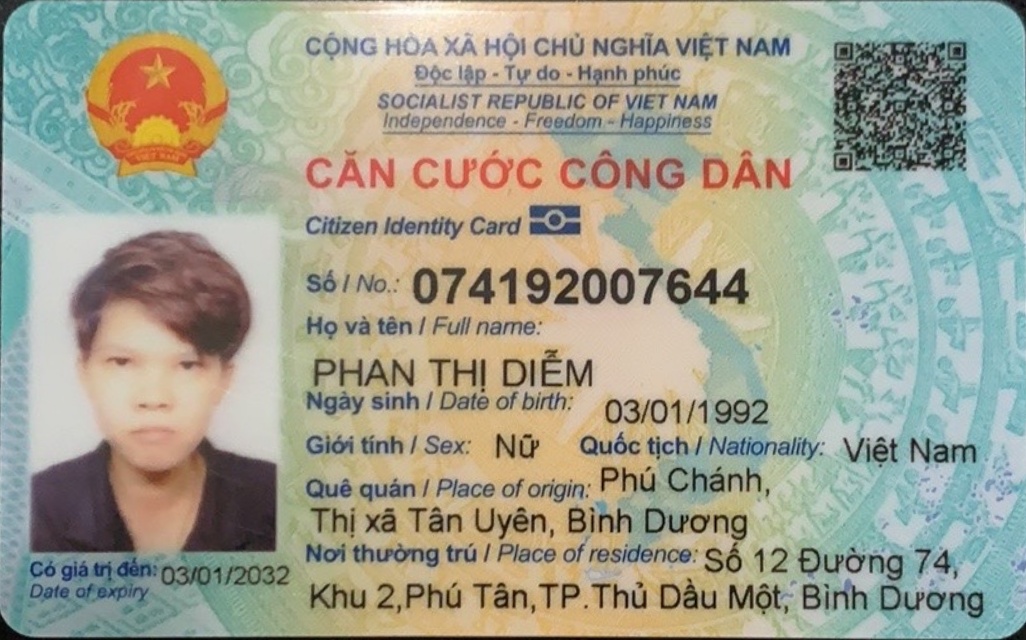 CỘNG HÒA XÃ HỘI CHỦ NGHĨA VIỆT NAM
Độc lập - Tự do - Hạnh phúc
SOCIALIST REPUBLIC OF VIET NAM
Independence - Freedom - Happiness
CĂN CƯỚC CÔNG DÂN
Citizen Identity Card
Số / No.: 074192007644
Họ và tên / Full name:
PHAN THỊ DIỄM
Ngày sinh / Date of birth: 03/01/1992
Giới tính / Sex: Nữ Quốc tịch / Nationality: Việt Nam
Quê quán / Place of origin: Phú Chánh,
Thị xã Tân Uyên, Bình Dương
Nơi thường trú / Place of residence: Số 12 Đường 74,
Khu 2,Phú Tân,TP.Thủ Dầu Một, Bình Dương
Có giá trị đến: 03/01/2032
Date of expiry